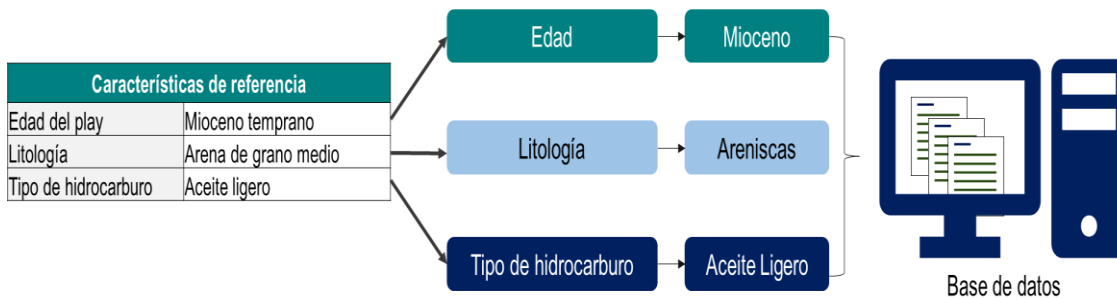 Características de referencia
Edad del play Mioceno temprano
Litología Arena de grano medio
Tipo de hidrocarburo Aceite ligero
Edad Mioceno
Litología Areniscas
Tipo de hidrocarburo Aceite Ligero
Base de datos